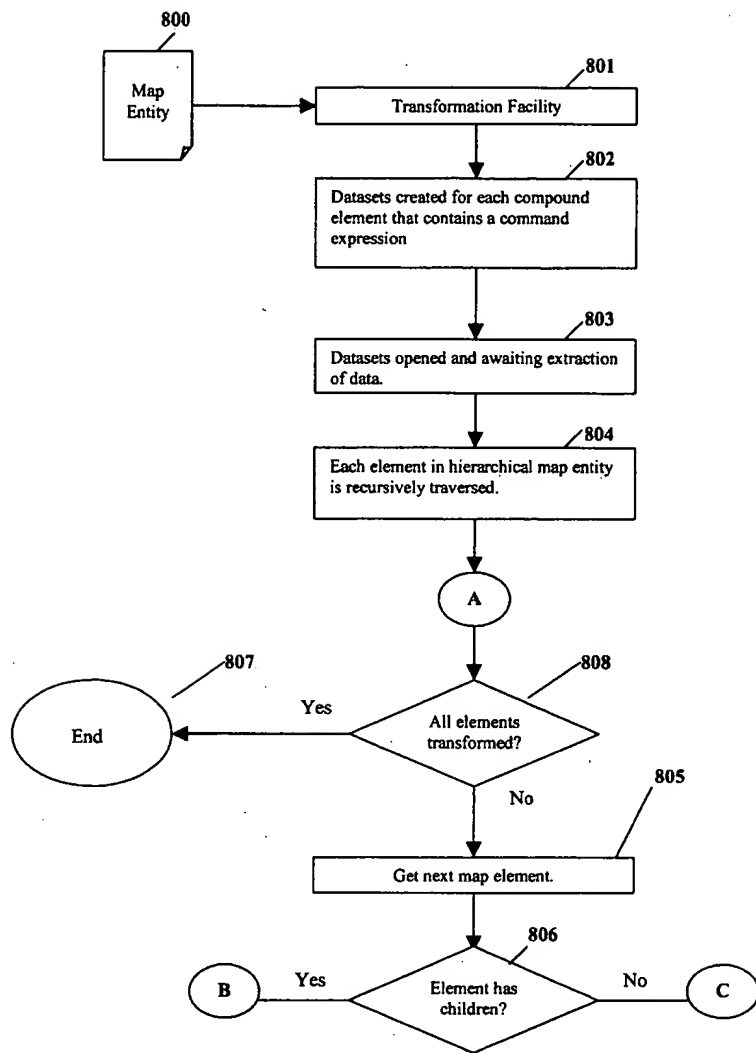 800
Map
Entity
801
Transformation Facility
802
Datasets created for each compound
element that contains a command
expression
803
Datasets opened and awaiting extraction
of data.
804
Each element in hierarchical map entity
is recursively traversed.
A
807
808
End
Yes
All elements
transformed?
No
805
Get next map element.
806
B
Yes
Element has
children?
No
C